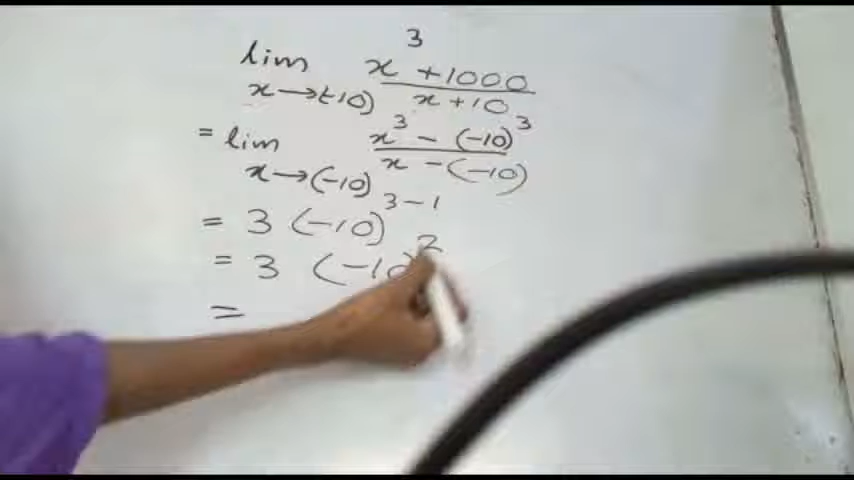 lim x³ + 1000
x → (-10) x + 10
= lim x³ - (-10)³
x → (-10) x - (-10)
= 3 (-10)³⁻¹
= 3 (-10)²
=